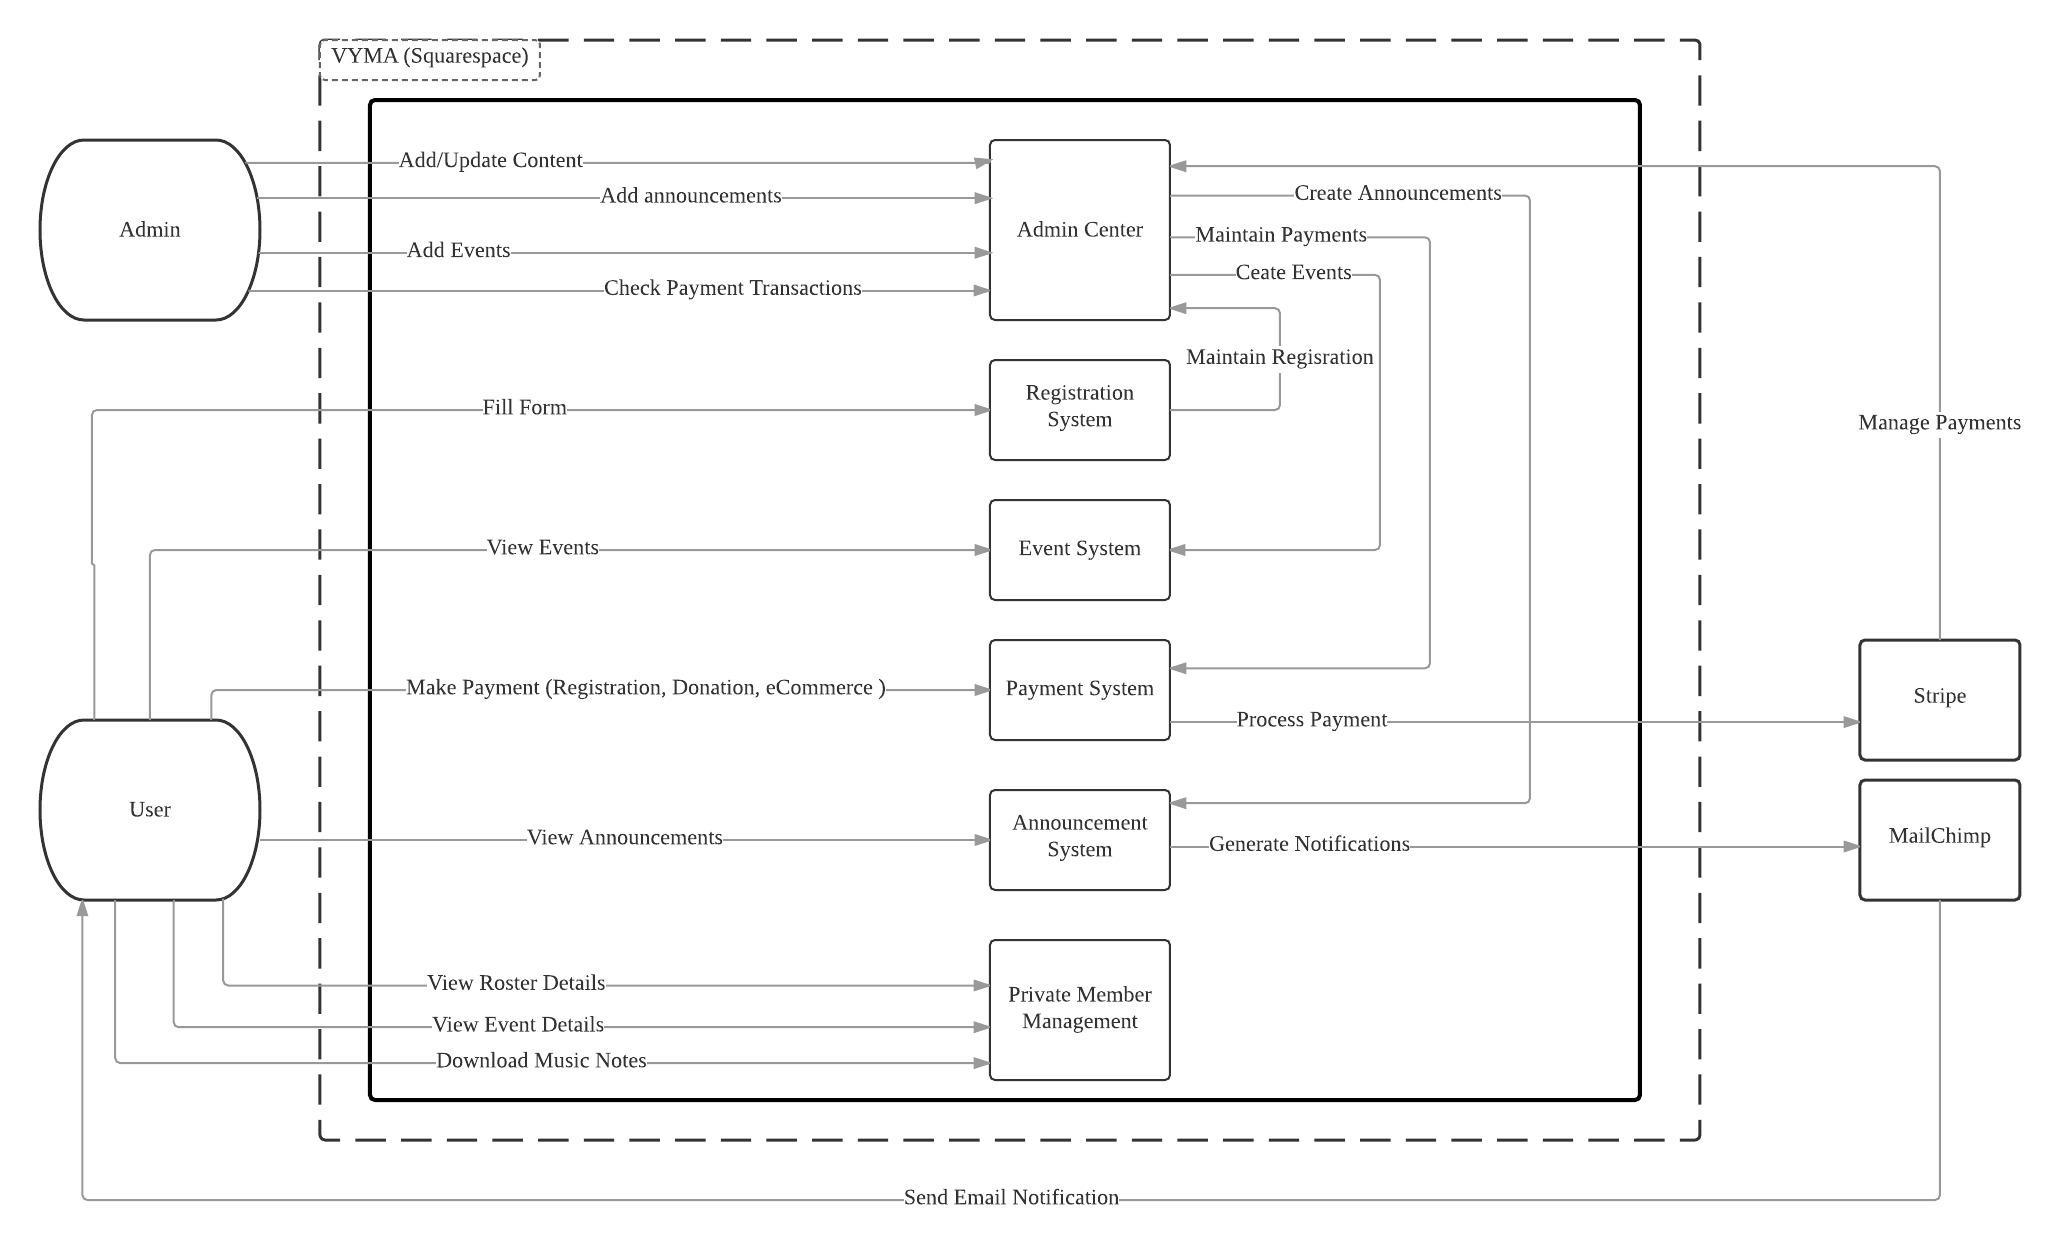 VYMA (Squarespace)
Add/Update Content
Add announcements
Create Announcements
Admin
Admin Center
Maintain Payments
Add Events
Ceate Events
Check Payment Transactions
Maintain Regisration
Registration
System
Fill Form
Manage Payments
View Events
Event System
Make Payment (Registration, Donation, eCommerce )
Payment System
Stripe
Process Payment
User
Announcement
System
View Announcements
Generate Notifications
MailChimp
View Roster Details
Private Member
Management
View Event Details
Download Music Notes
Send Email Notification